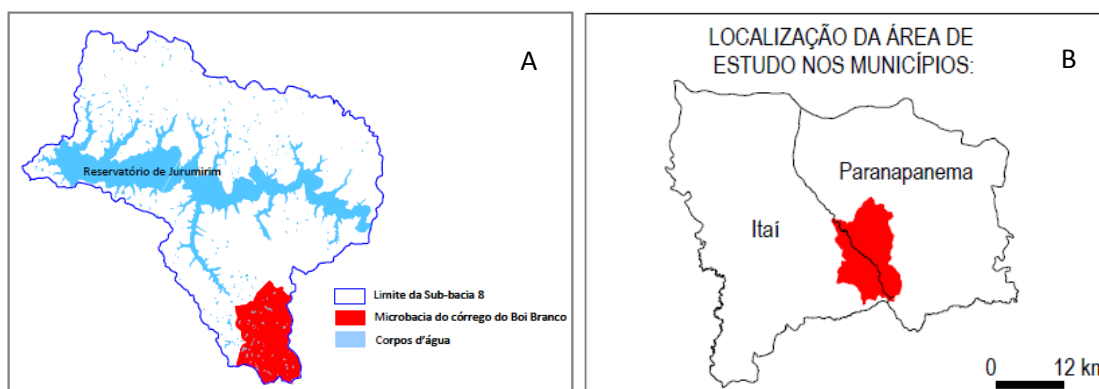 A
Reservatório de Jurumirim
Limite da Sub-bacia 8
Microbacia do córrego do Boi Branco
Corpos d'água
LOCALIZAÇÃO DA ÁREA DE
ESTUDO NOS MUNICÍPIOS:
B
Paranapanema
Itaí
0 12 km